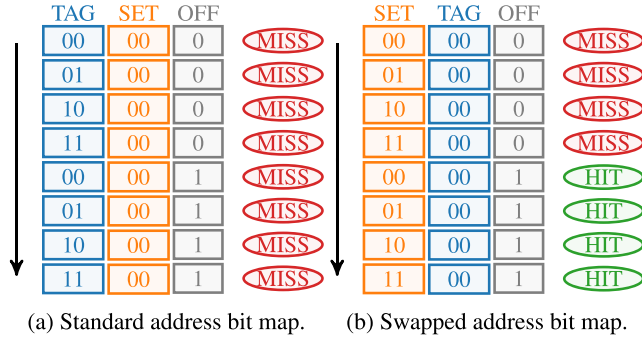 TAG SET OFF SET TAG OFF
00 00 0 MISS 00 00 0 MISS
01 00 0 MISS 01 00 0 MISS
10 00 0 MISS 10 00 0 MISS
11 00 0 MISS 11 00 0 MISS
00 00 1 MISS 00 00 1 HIT
01 00 1 MISS 01 00 1 HIT
10 00 1 MISS 10 00 1 HIT
11 00 1 MISS 11 00 1 HIT
(a) Standard address bit map. (b) Swapped address bit map.